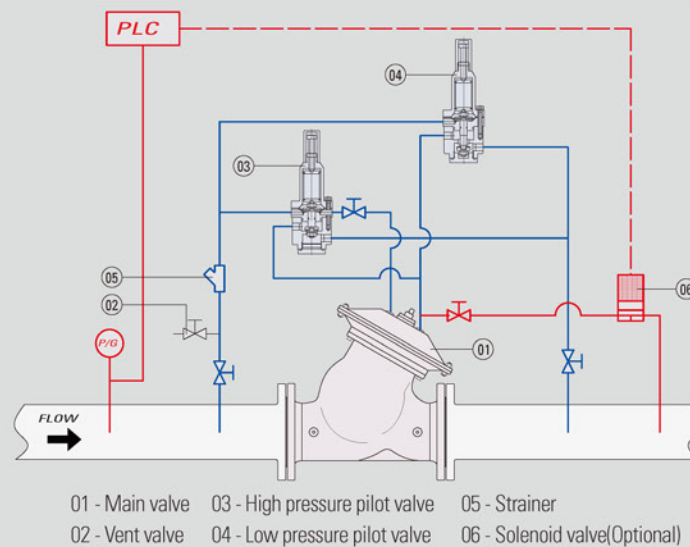 PLC
04
03
05
02
06
P/G
01
FLOW
01 - Main valve 03 - High pressure pilot valve 05 - Strainer
02 - Vent valve 04 - Low pressure pilot valve 06 - Solenoid valve(Optional)